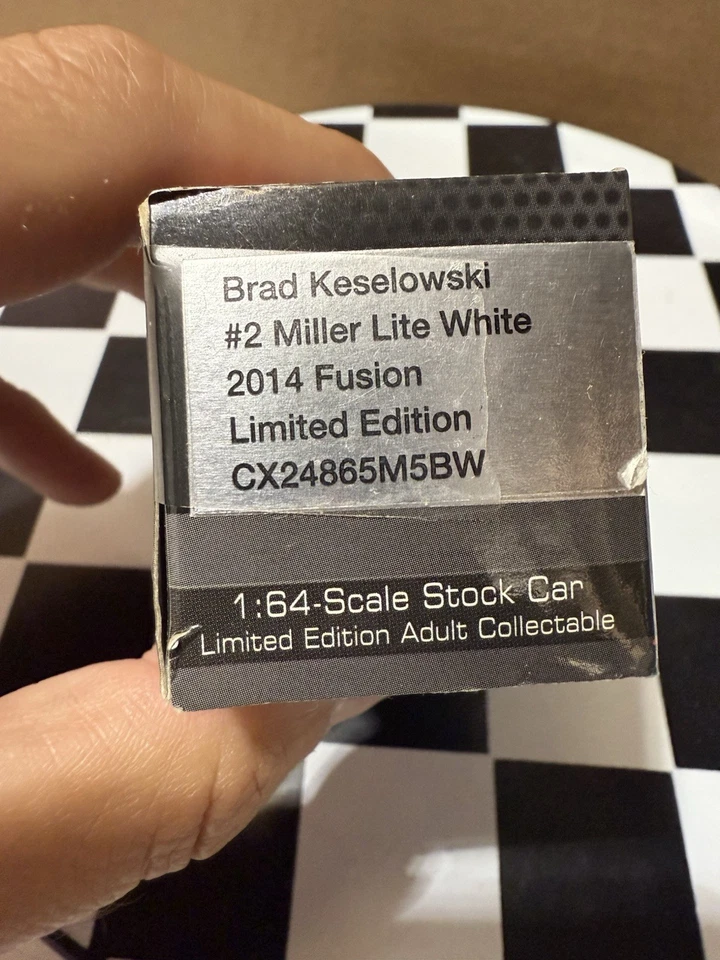 Brad Keselowski
#2 Miller Lite White
2014 Fusion
Limited Edition
CX24865M5BW
1:64-Scale Stock Car
Limited Edition Adult Collectable